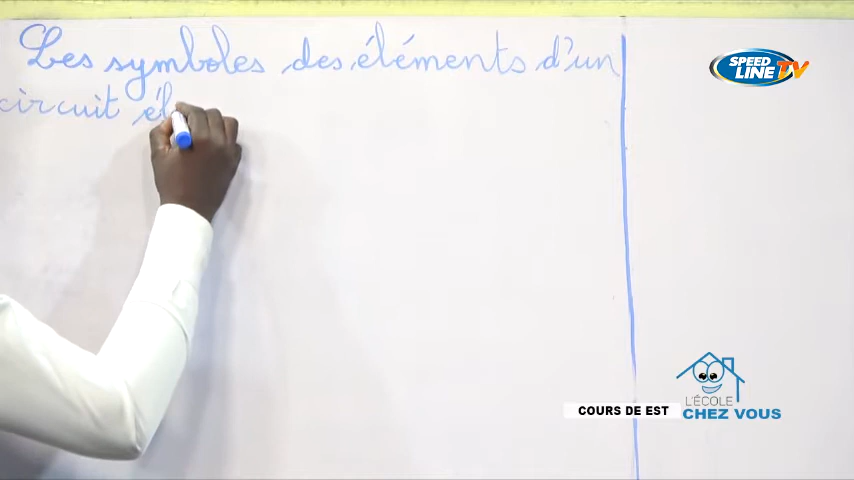 Les symboles des éléments d'un
circuit él
SPEED
LINE TV
L'ÉCOLE
COURS DE EST
CHEZ VOUS